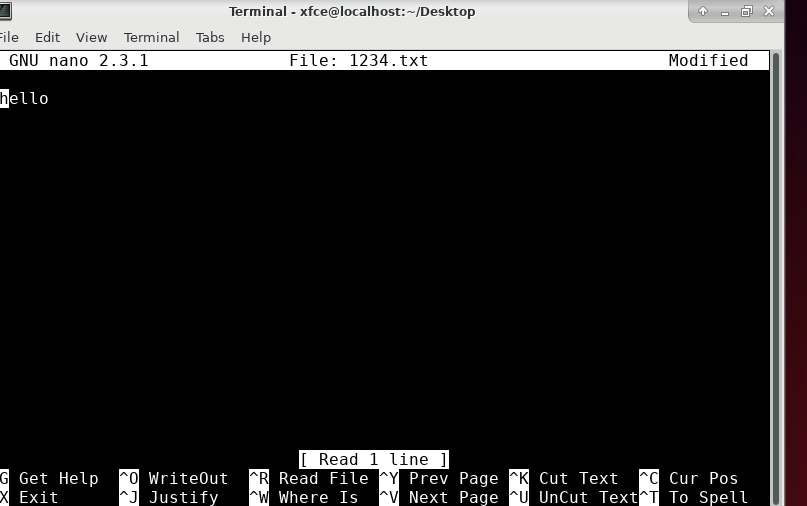 Terminal - xfce@localhost:~/Desktop
File Edit View Terminal Tabs Help
GNU nano 2.3.1 File: 1234.txt Modified
hello
[ Read 1 line ]
G Get Help ^O WriteOut ^R Read File ^Y Prev Page ^K Cut Text ^C Cur Pos
X Exit ^J Justify ^W Where Is ^V Next Page ^U UnCut Text ^T To Spell